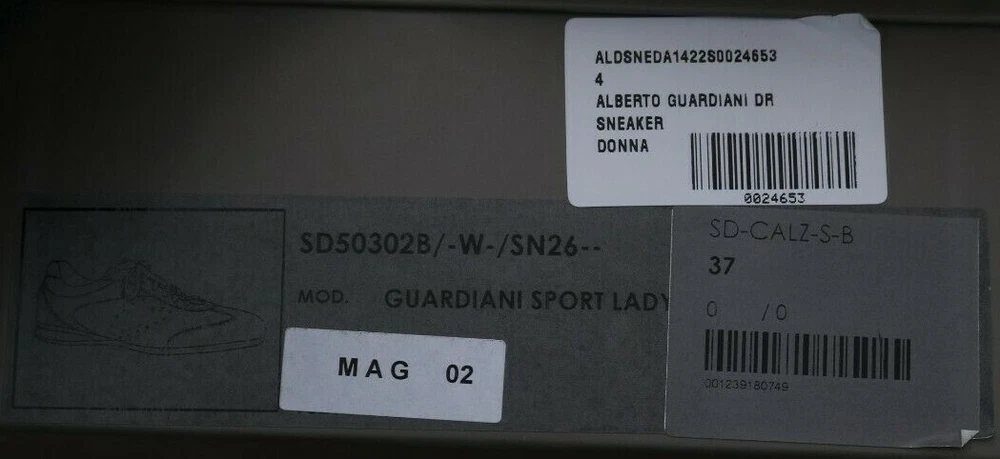 ALDSNEDA1422S0024653
4
ALBERTO GUARDIANI DR
SNEAKER
DONNA
0024653
SD50302B/-W-/SN26--
MOD. GUARDIANI SPORT LADY
MAG 02
SD-CALZ-S-B
37
0 /0
001239180749